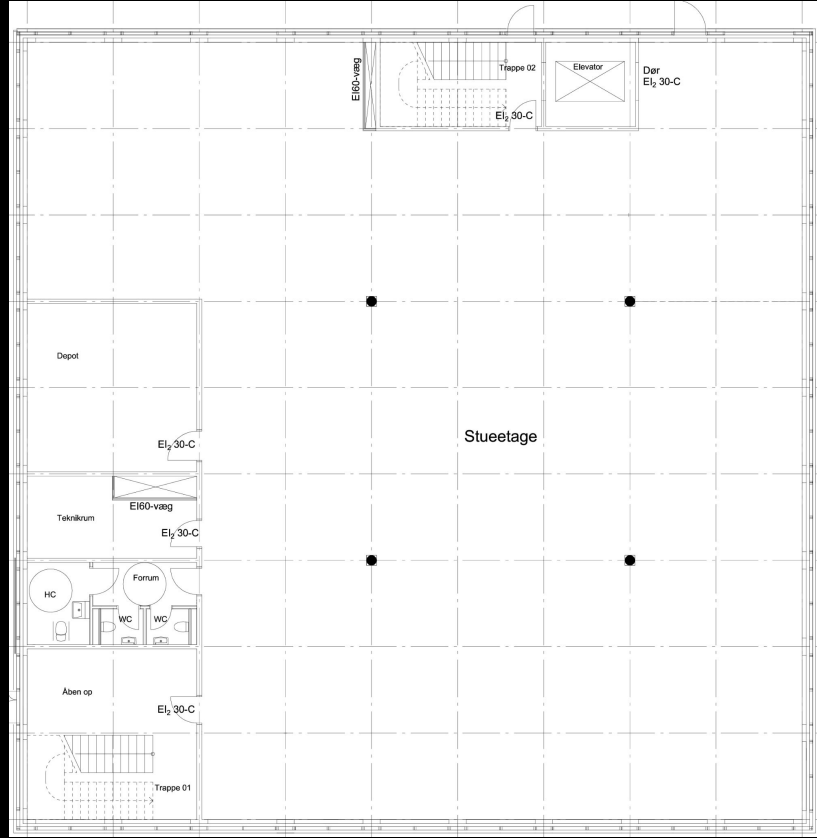 EI60-væg
Trappe 02
Elevator
Dør
EI₂ 30-C
EI₂ 30-C
Depot
Stueetage
EI₂ 30-C
EI60-væg
Teknikrum
EI₂ 30-C
Forrum
HC
WC
WC
Åben op
EI₂ 30-C
Trappe 01